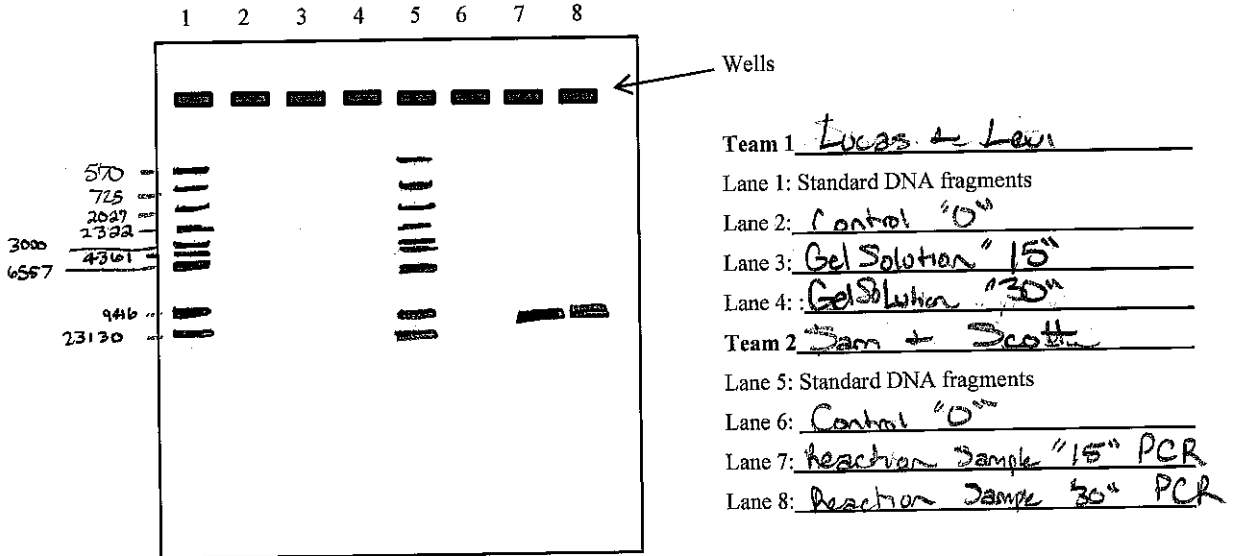 1 2 3 4 5 6 7 8
Wells
570
725
2027
2322
3000
4361
6557
946
23130
Team 1 Lucas + Levi
Lane 1: Standard DNA fragments
Lane 2: Control "0"
Lane 3: Gel Solution "15"
Lane 4: : Gel Solution "30"
Team 2 Sam + Scott
Lane 5: Standard DNA fragments
Lane 6: Control "0"
Lane 7: Reaction Sample "15" PCR
Lane 8: Reaction Sample "30" PCR